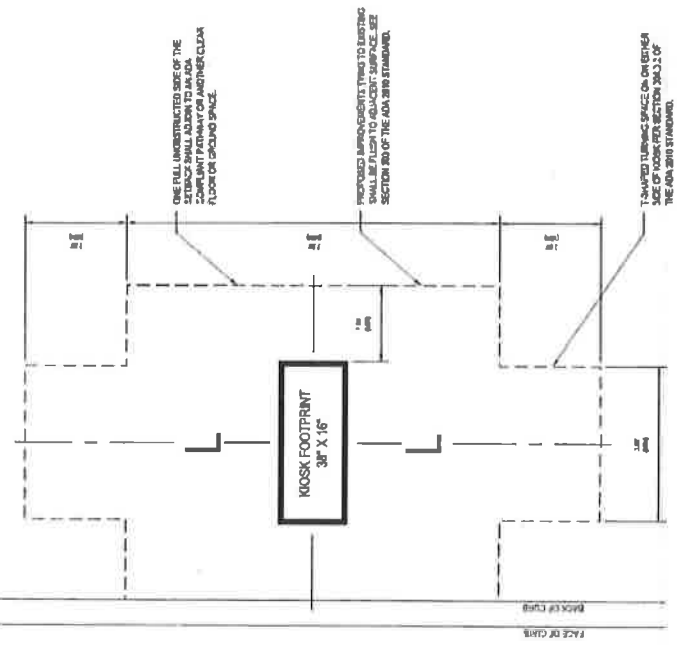 ONE FULL UNOBSTRUCTED SIDE OF THE
SETBACK SHALL ADJOIN TO AN ADA
COMPLIANT PATHWAY OR ANOTHER CLEAR
FLOOR OR GROUND SPACE.
PROPOSED IMPROVEMENTS TYING TO EXISTING
SHALL BE FLUSH TO ADJACENT SURFACE. SEE
SECTION 303 OF THE ADA 2010 STANDARD.
T-SHAPED TURNING SPACE ON EITHER
SIDE OF KIOSK PER SECTION 304.3.2 OF
THE ADA 2010 STANDARD.
KIOSK FOOTPRINT
38" X 16"
BACK OF CURB
FACE OF CURB